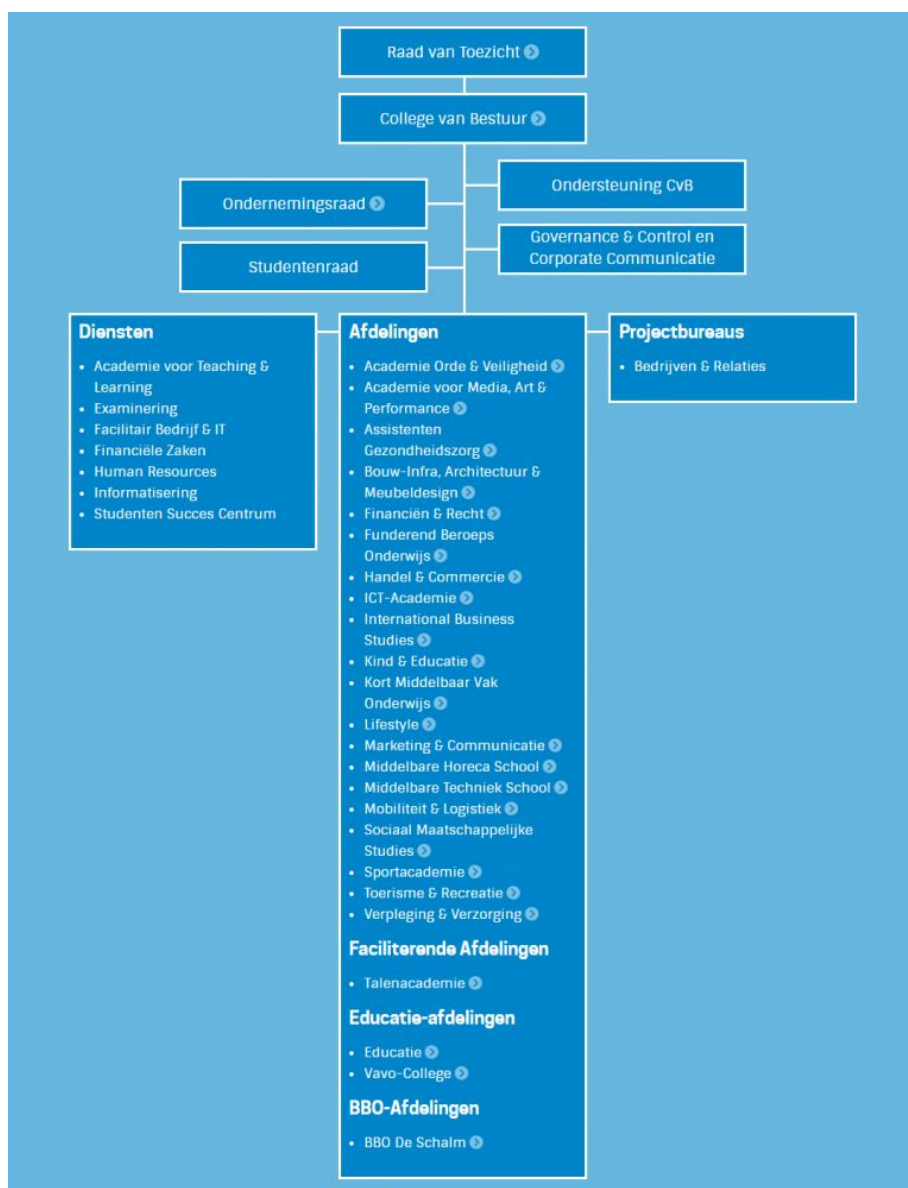 Raad van Toezicht
College van Bestuur
Ondersteuning CvB
Ondernemingsraad
Governance & Control en
Corporate Communicatie
Studentenraad
Diensten
• Academie voor Teaching &
Learning
• Examinering
• Facilitair Bedrijf & IT
• Financiële Zaken
• Human Resources
• Informatisering
• Studenten Succes Centrum
Afdelingen
• Academie Orde & Veiligheid
• Academie voor Media, Art &
Performance
• Assistenten
Gezondheidszorg
• Bouw-Infra, Architectuur &
Meubeldesign
• Financiën & Recht
• Funderend Beroeps
Onderwijs
• Handel & Commercie
• ICT-Academie
• International Business
Studies
• Kind & Educatie
• Kort Middelbaar Vak
Onderwijs
• Lifestyle
• Marketing & Communicatie
• Middelbare Horeca School
• Middelbare Techniek School
• Mobiliteit & Logistiek
• Sociaal Maatschappelijke
Studies
• Sportacademie
• Toerisme & Recreatie
• Verpleging & Verzorging
Faciliterende Afdelingen
• Talenacademie
Educatie-afdelingen
• Educatie
• Vavo-College
BBO-Afdelingen
• BBO De Schalm
Projectbureaus
• Bedrijven & Relaties